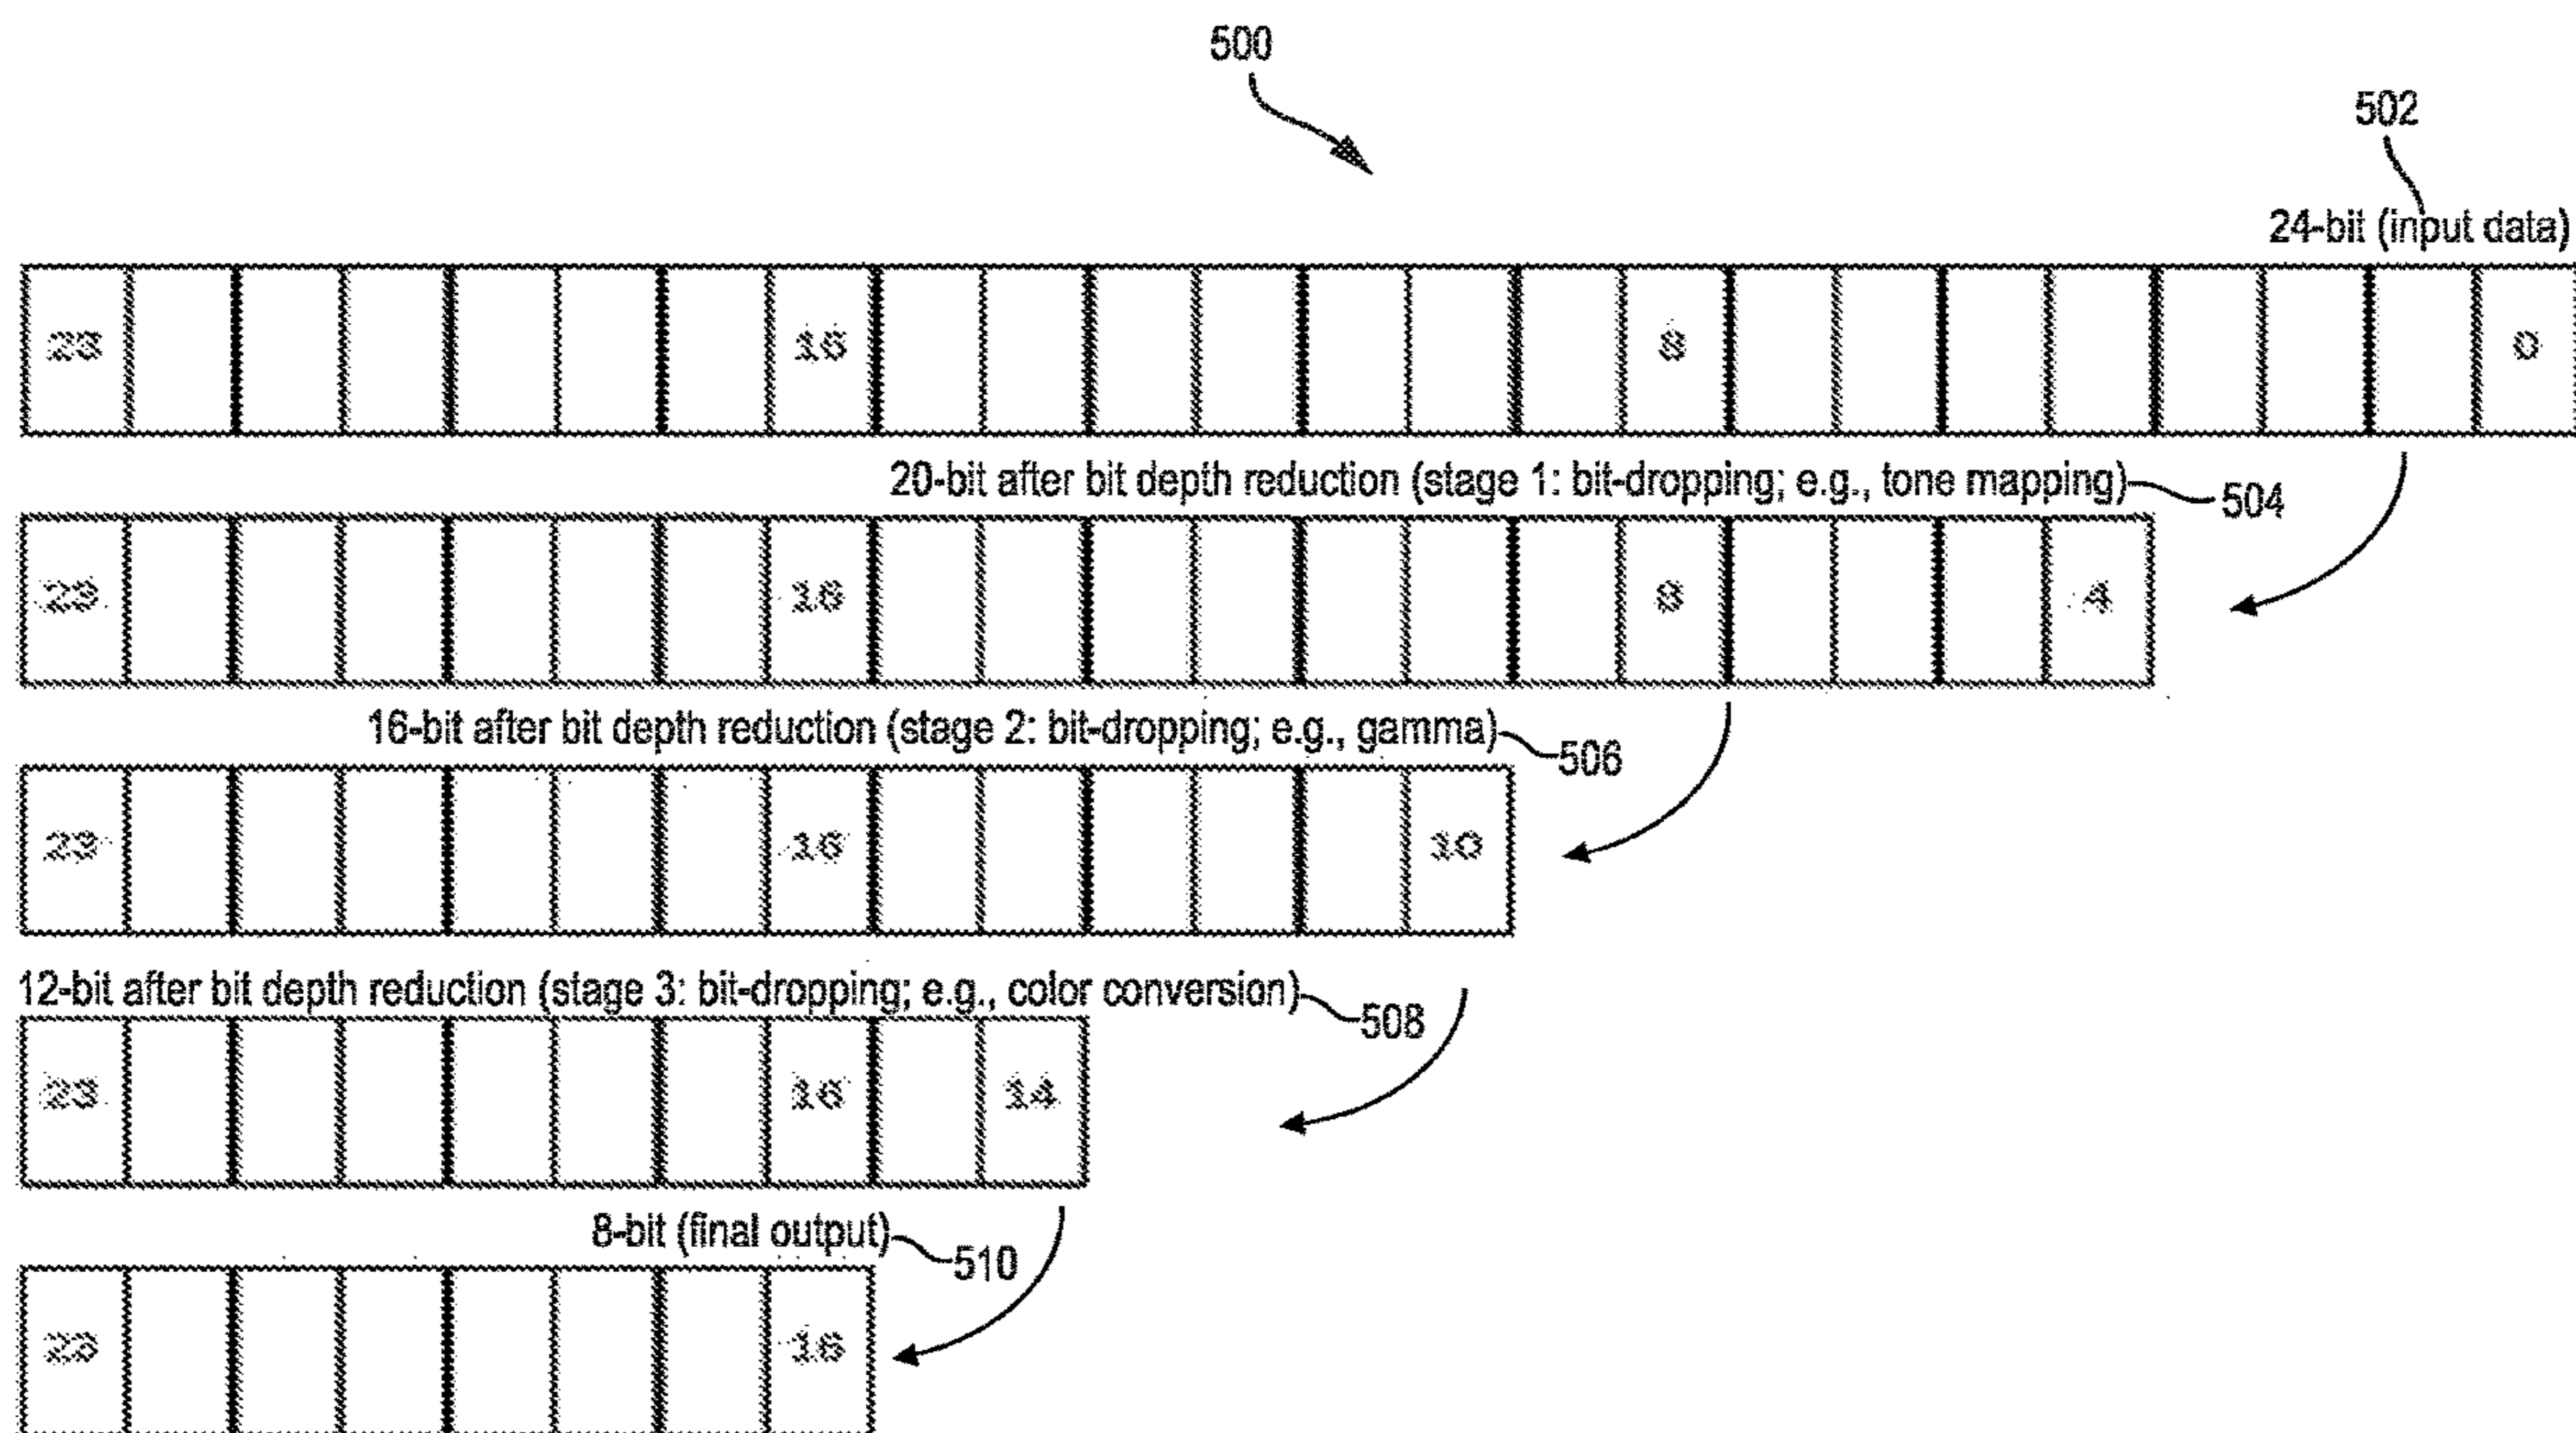 500
502
24-bit (input data)
23 16 8 0
20-bit after bit depth reduction (stage 1: bit-dropping; e.g., tone mapping) 504
23 16 8 4
16-bit after bit depth reduction (stage 2: bit-dropping; e.g., gamma) 506
23 16 10
12-bit after bit depth reduction (stage 3: bit-dropping; e.g., color conversion) 508
23 16 14
8-bit (final output) 510
23 16